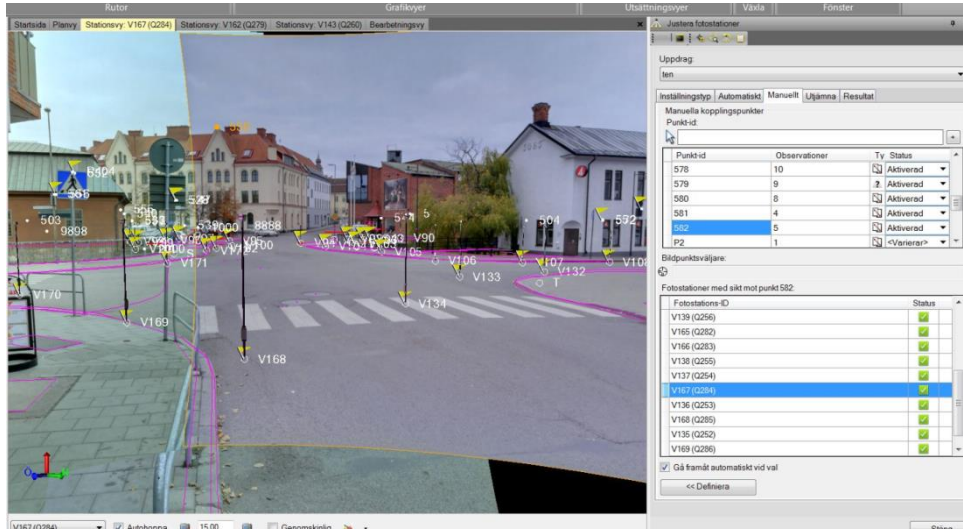 Rutor Grafikvyer Utsättningsvyer Växla Fönster
Startsida Planvy Stationsvy: V167 (Q284) Stationsvy: V162 (Q279) Stationsvy: V143 (Q260) Bearbetningsvy
Justera fotostationer
Uppdrag:
ten
Inställningstyp Automatiskt Manuellt Utjämna Resultat
Manuella kopplingspunkter
Punkt-id:
Punkt-id Observationer Ty Status
578 10 Aktiverad
579 9 Aktiverad
580 8 Aktiverad
581 4 Aktiverad
582 5 Aktiverad
P2 1 <Varierar>
Bildpunktsväljare:
Fotostationer med sikt mot punkt 582:
Fotostations-ID Status
V139 (Q256)
V165 (Q282)
V166 (Q283)
V138 (Q255)
V137 (Q254)
V167 (Q284)
V136 (Q253)
V168 (Q285)
V135 (Q252)
V169 (Q286)
Gå framåt automatiskt vid val
<< Definiera
Stäng
503
9898
8888
504
572
V90
V106
V133
V107
V132
T
V108
V171
V170
V169
V134
V168
V167 (Q284) Autohoppa 15.00 Genomskinlig